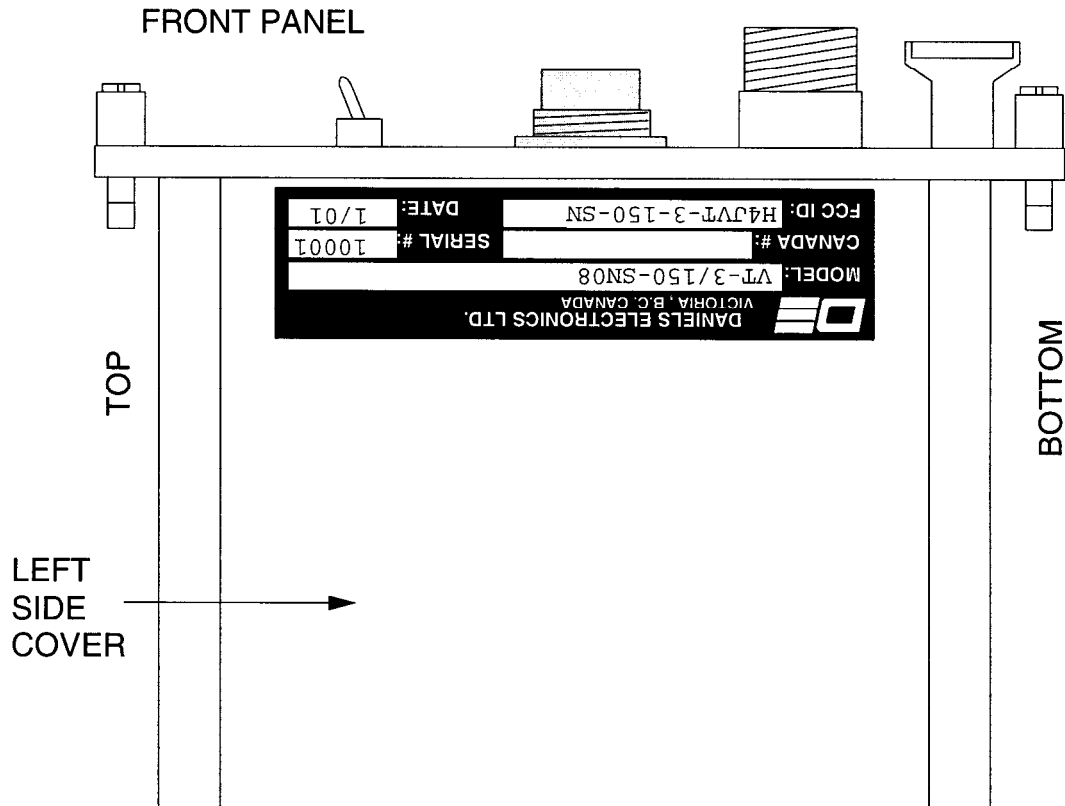 FRONT PANEL
DANIELS ELECTRONICS LTD.
VICTORIA, B.C. CANADA
MODEL: VT-3/150-SN08
CANADA #: SERIAL #: 10001
FCC ID: H4JVT-3-150-SN DATE: 1/01
TOP
BOTTOM
LEFT
SIDE
COVER